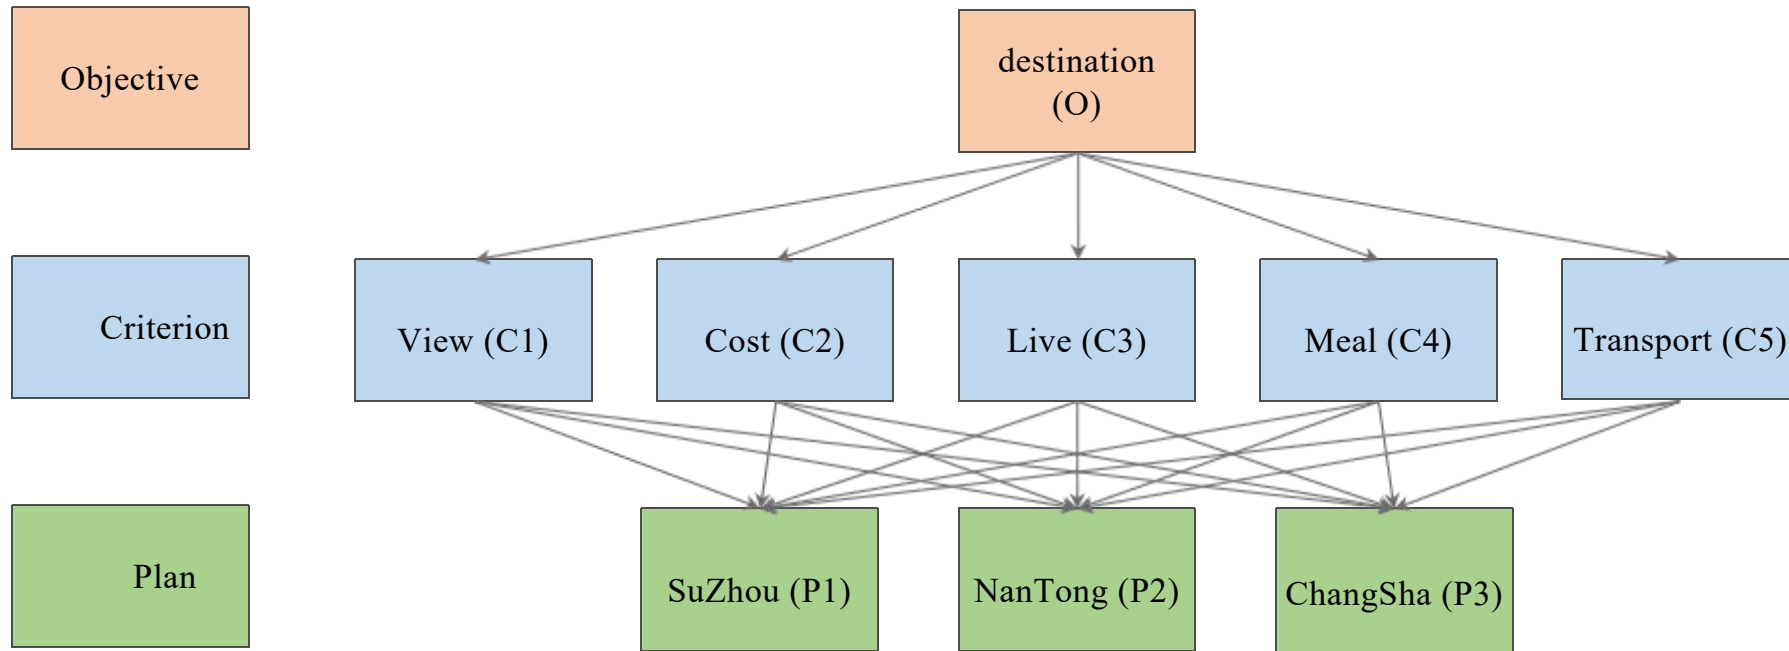 Objective
destination
(O)
Criterion
View (C1)
Cost (C2)
Live (C3)
Meal (C4)
Transport (C5)
Plan
SuZhou (P1)
NanTong (P2)
ChangSha (P3)